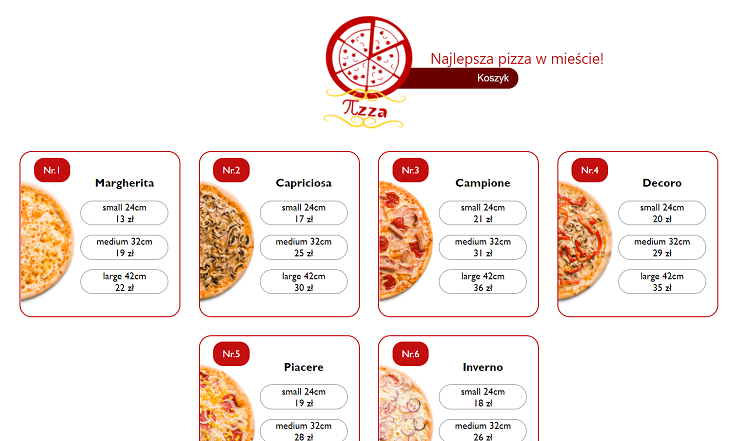 Najlepsza pizza w mieście!
Koszyk
πzza
Nr.1
Margherita
small 24cm
13 zł
medium 32cm
19 zł
large 42cm
22 zł
Nr.2
Capriciosa
small 24cm
17 zł
medium 32cm
25 zł
large 42cm
30 zł
Nr.3
Campione
small 24cm
21 zł
medium 32cm
31 zł
large 42cm
36 zł
Nr.4
Decoro
small 24cm
20 zł
medium 32cm
29 zł
large 42cm
35 zł
Nr.5
Piacere
small 24cm
19 zł
medium 32cm
28 zł
Nr.6
Inverno
small 24cm
18 zł
medium 32cm
26 zł